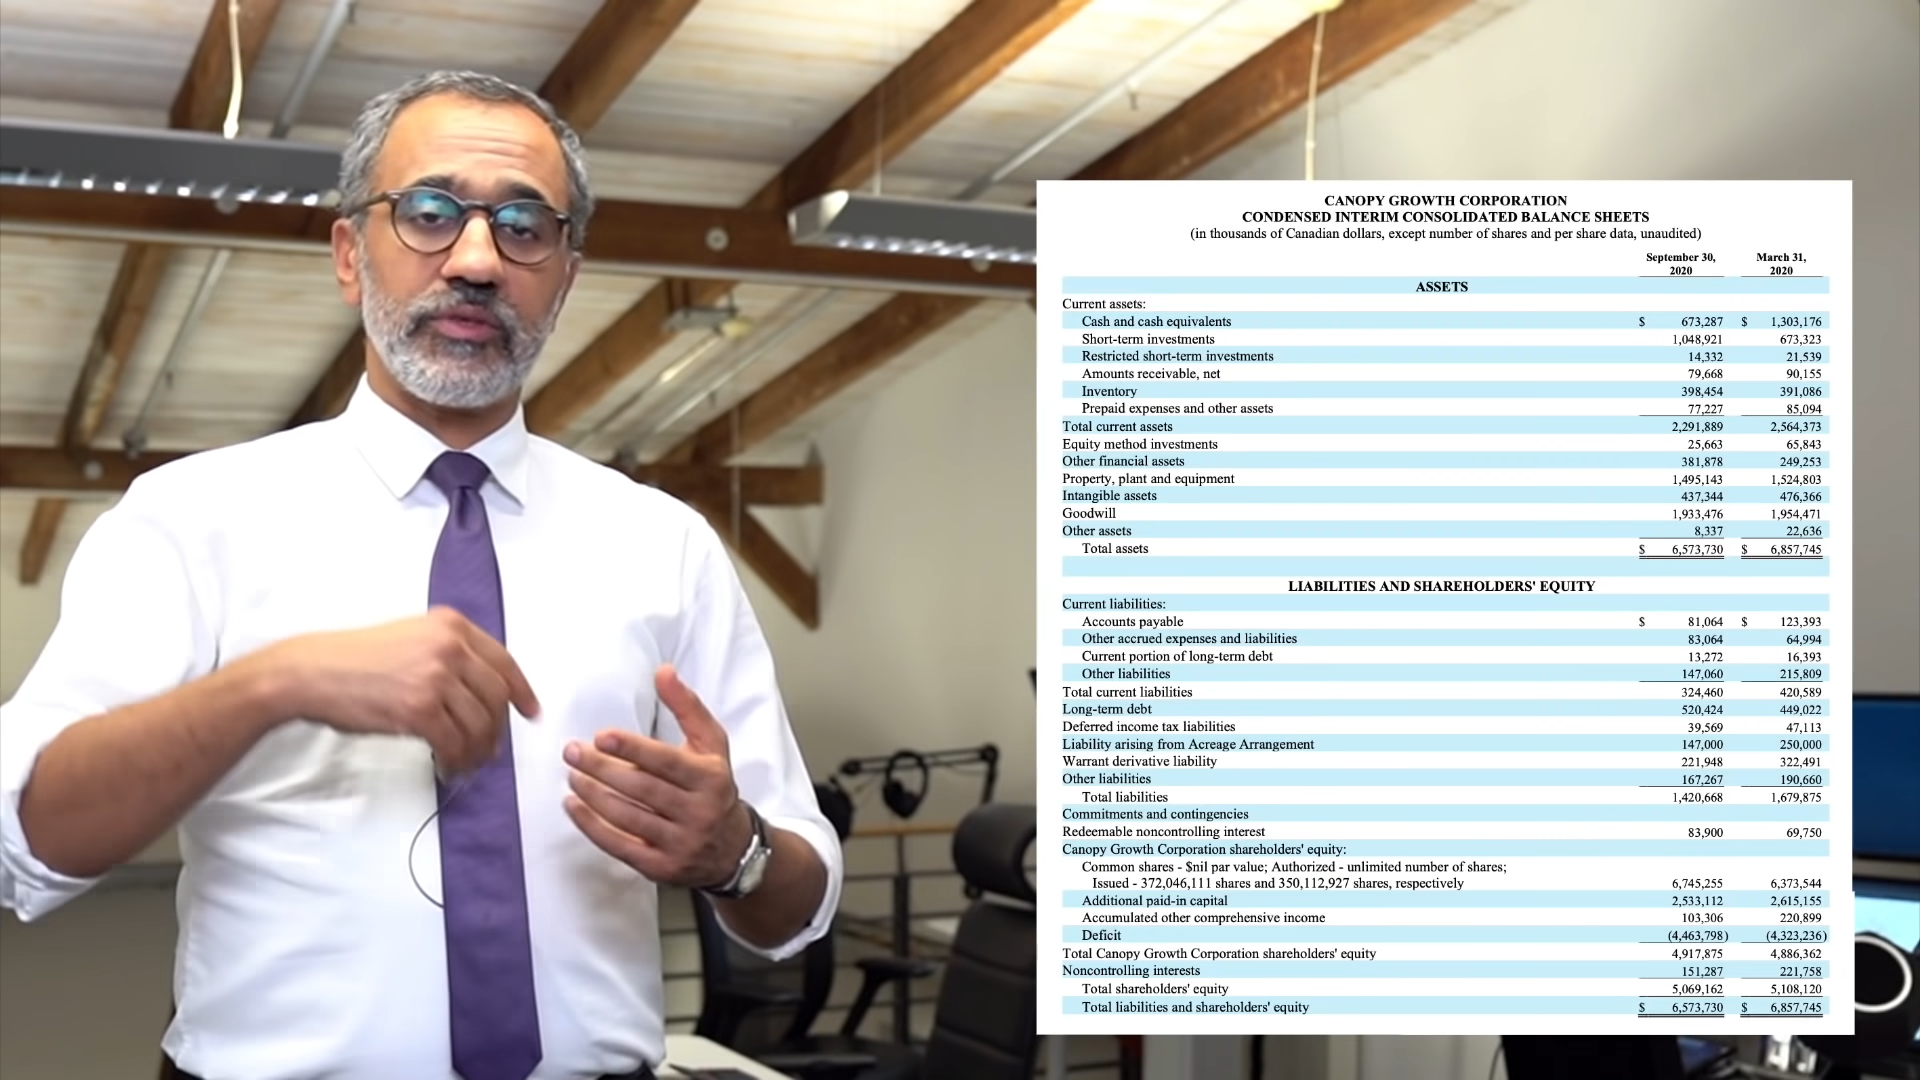 CANOPY GROWTH CORPORATION
CONDENSED INTERIM CONSOLIDATED BALANCE SHEETS
(in thousands of Canadian dollars, except number of shares and per share data, unaudited)
September 30, 2020 March 31, 2020
ASSETS
Current assets:
Cash and cash equivalents $ 673,287 $ 1,303,176
Short-term investments 1,048,921 673,323
Restricted short-term investments 14,332 21,539
Amounts receivable, net 79,668 90,155
Inventory 398,454 391,086
Prepaid expenses and other assets 77,227 85,094
Total current assets 2,291,889 2,564,373
Equity method investments 25,663 65,843
Other financial assets 381,878 249,253
Property, plant and equipment 1,495,143 1,524,803
Intangible assets 437,344 476,366
Goodwill 1,933,476 1,954,471
Other assets 8,337 22,636
Total assets $ 6,573,730 $ 6,857,745
LIABILITIES AND SHAREHOLDERS' EQUITY
Current liabilities:
Accounts payable $ 81,064 $ 123,393
Other accrued expenses and liabilities 83,064 64,994
Current portion of long-term debt 13,272 16,393
Other liabilities 147,060 215,809
Total current liabilities 324,460 420,589
Long-term debt 520,424 449,022
Deferred income tax liabilities 39,569 47,113
Liability arising from Acreage Arrangement 147,000 250,000
Warrant derivative liability 221,948 322,491
Other liabilities 167,267 190,660
Total liabilities 1,420,668 1,679,875
Commitments and contingencies
Redeemable noncontrolling interest 83,900 69,750
Canopy Growth Corporation shareholders' equity:
Common shares - $nil par value; Authorized - unlimited number of shares;
Issued - 372,046,111 shares and 350,112,927 shares, respectively 6,745,255 6,373,544
Additional paid-in capital 2,533,112 2,615,155
Accumulated other comprehensive income 103,306 220,899
Deficit (4,463,798) (4,323,236)
Total Canopy Growth Corporation shareholders' equity 4,917,875 4,886,362
Noncontrolling interests 151,287 221,758
Total shareholders' equity 5,069,162 5,108,120
Total liabilities and shareholders' equity $ 6,573,730 $ 6,857,745